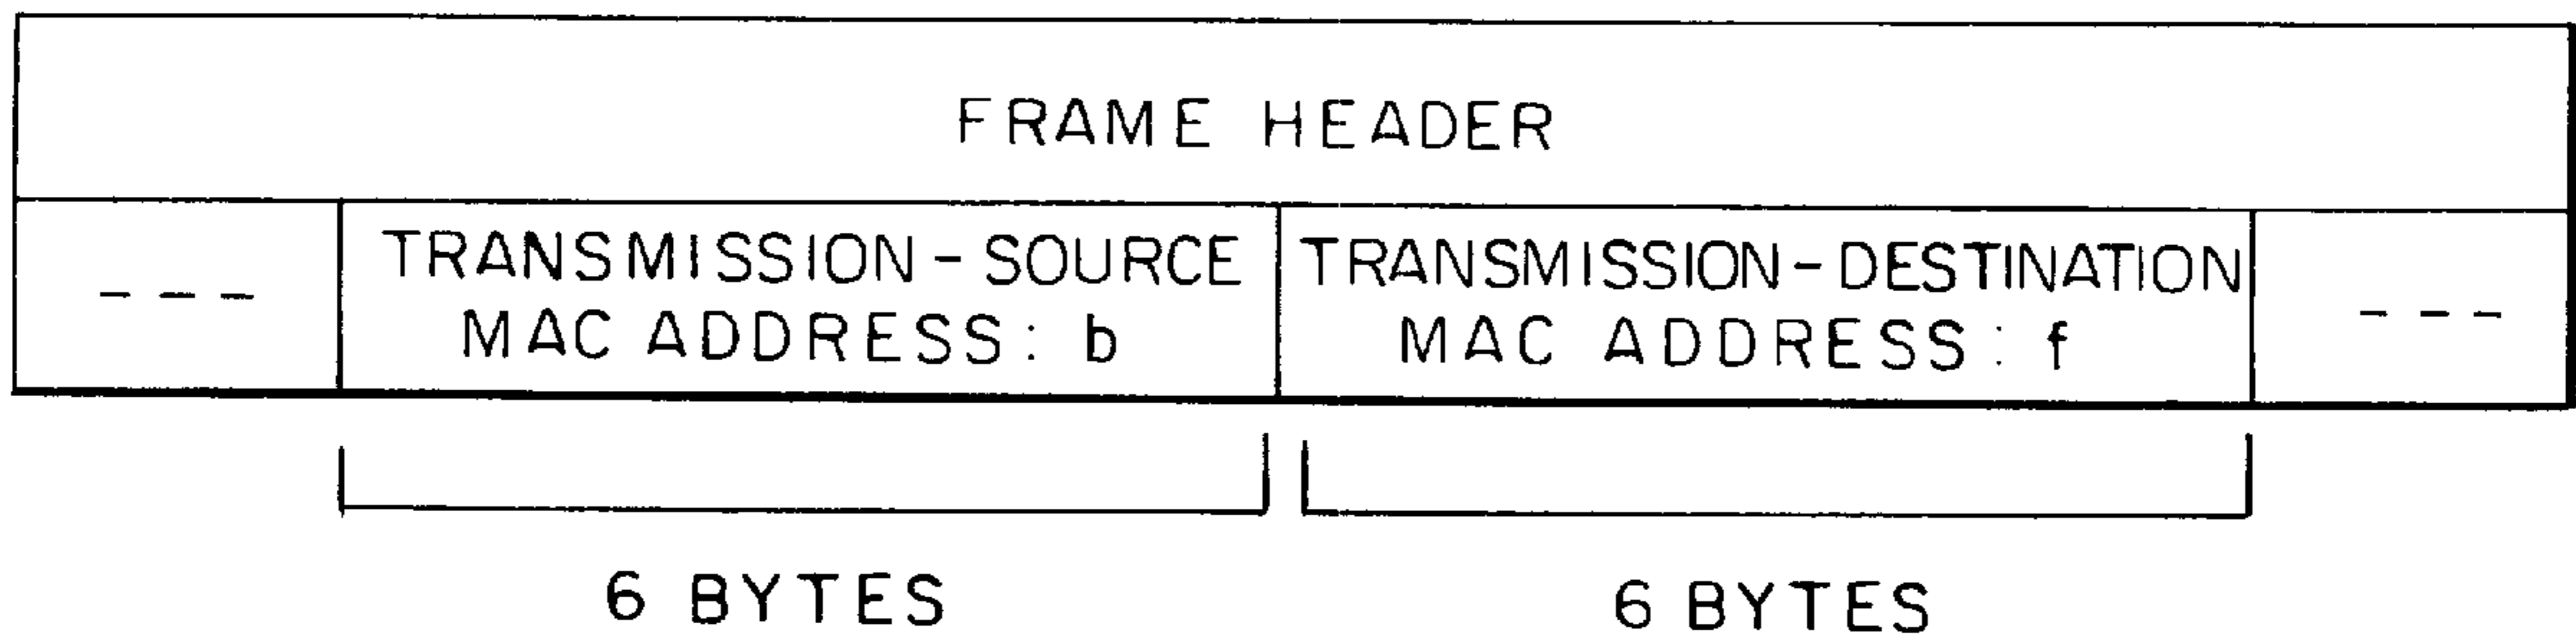 FRAME HEADER
--- TRANSMISSION-SOURCE TRANSMISSION-DESTINATION ---
MAC ADDRESS: b MAC ADDRESS: f
6 BYTES 6 BYTES